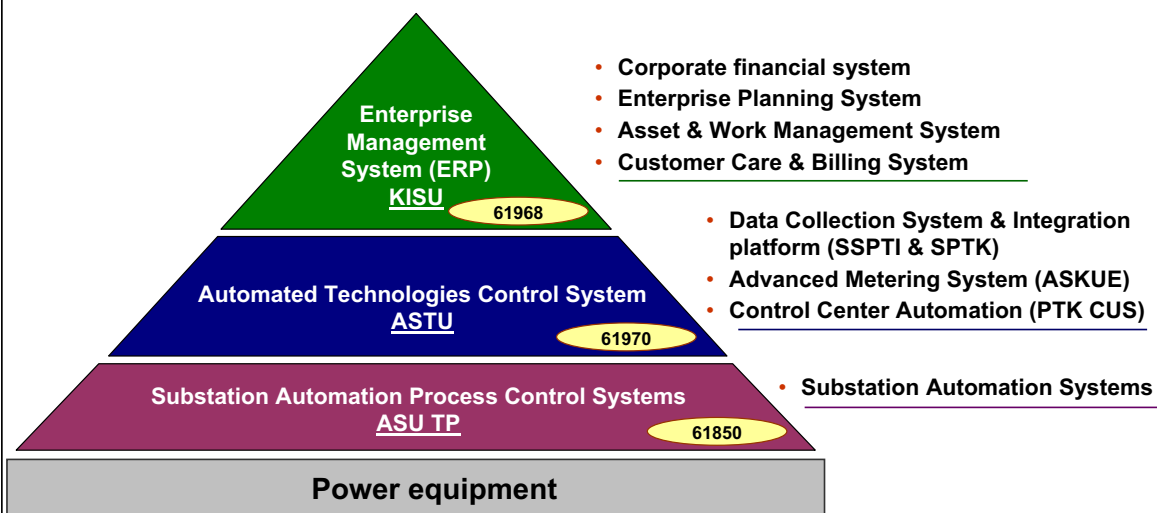 Enterprise
Management
System (ERP)
KISU
61968
• Corporate financial system
• Enterprise Planning System
• Asset & Work Management System
• Customer Care & Billing System
Automated Technologies Control System
ASTU
61970
• Data Collection System & Integration
platform (SSPTI & SPTK)
• Advanced Metering System (ASKUE)
• Control Center Automation (PTK CUS)
Substation Automation Process Control Systems
ASU TP
61850
• Substation Automation Systems
Power equipment